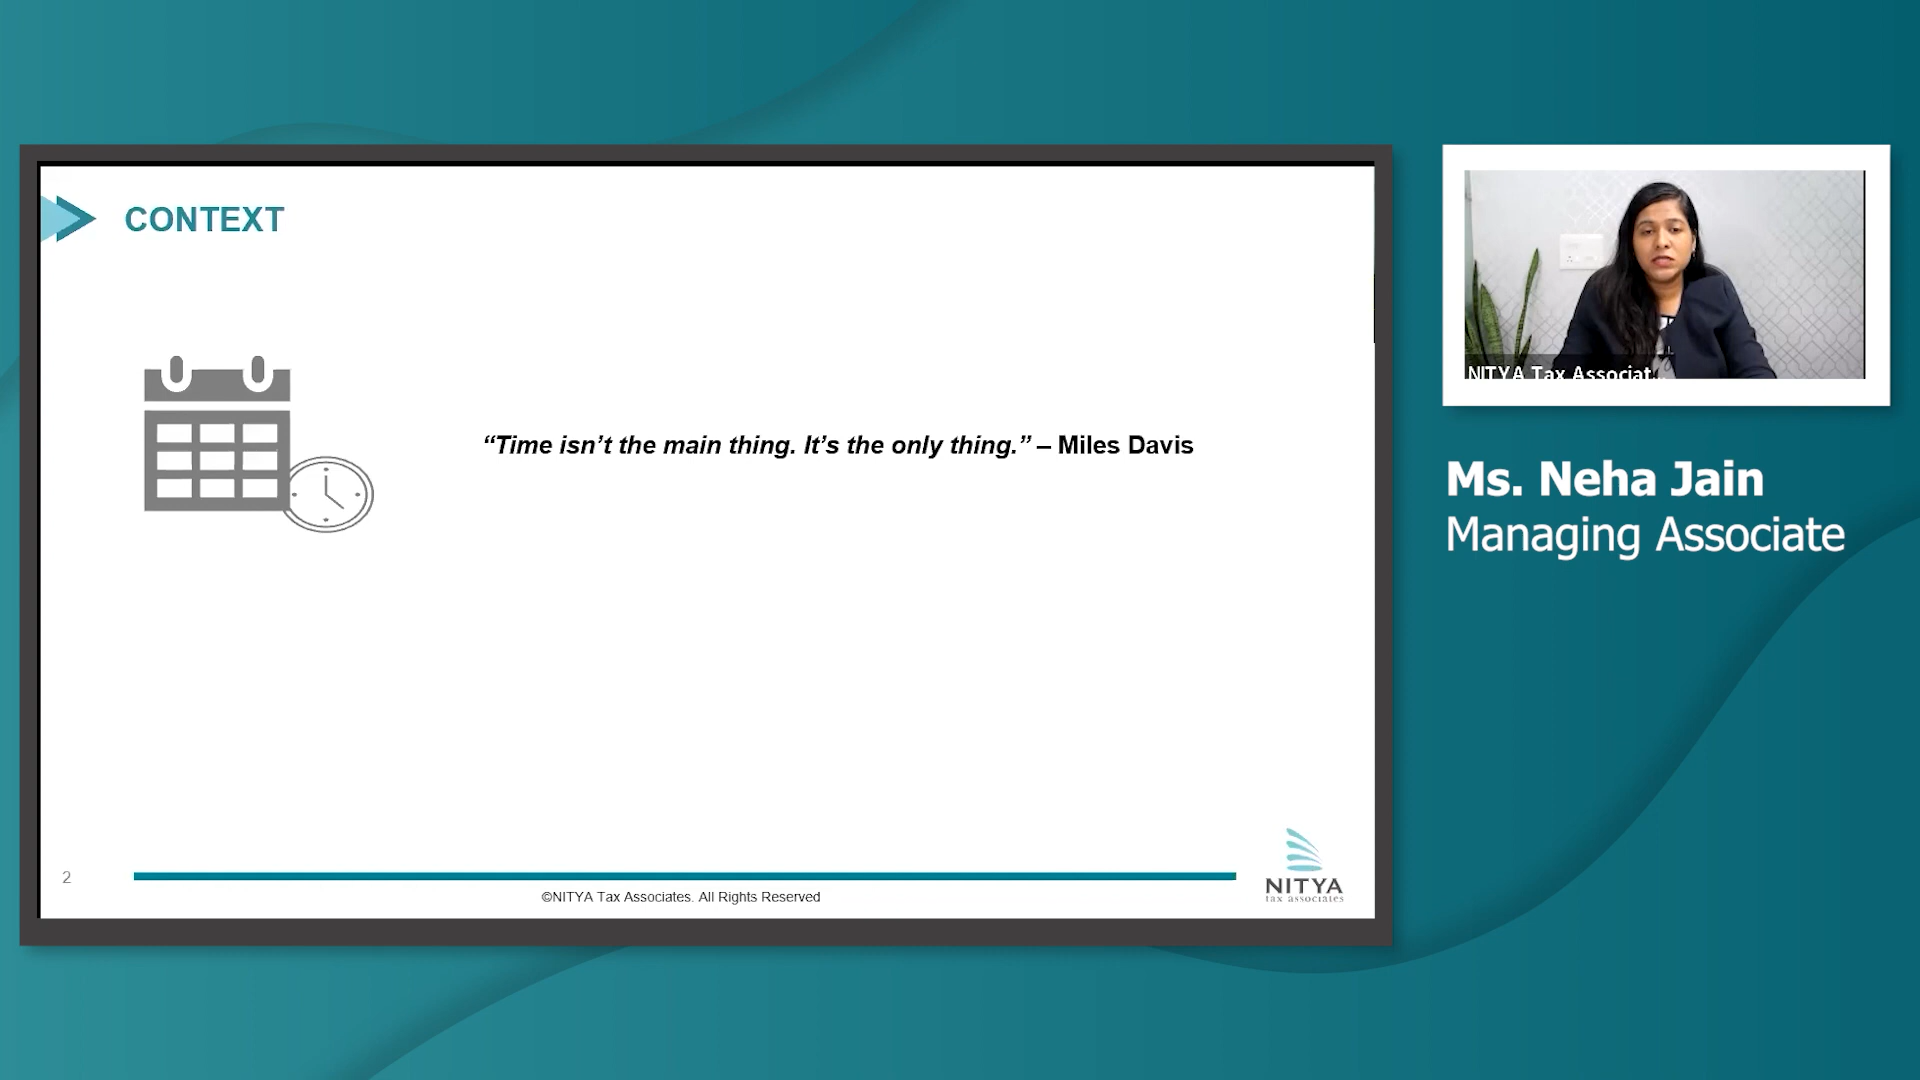 CONTEXT
“Time isn’t the main thing. It’s the only thing.” – Miles Davis
2
©NITYA Tax Associates. All Rights Reserved
NITYA
tax associates
NITYA Tax Associat...
Ms. Neha Jain
Managing Associate